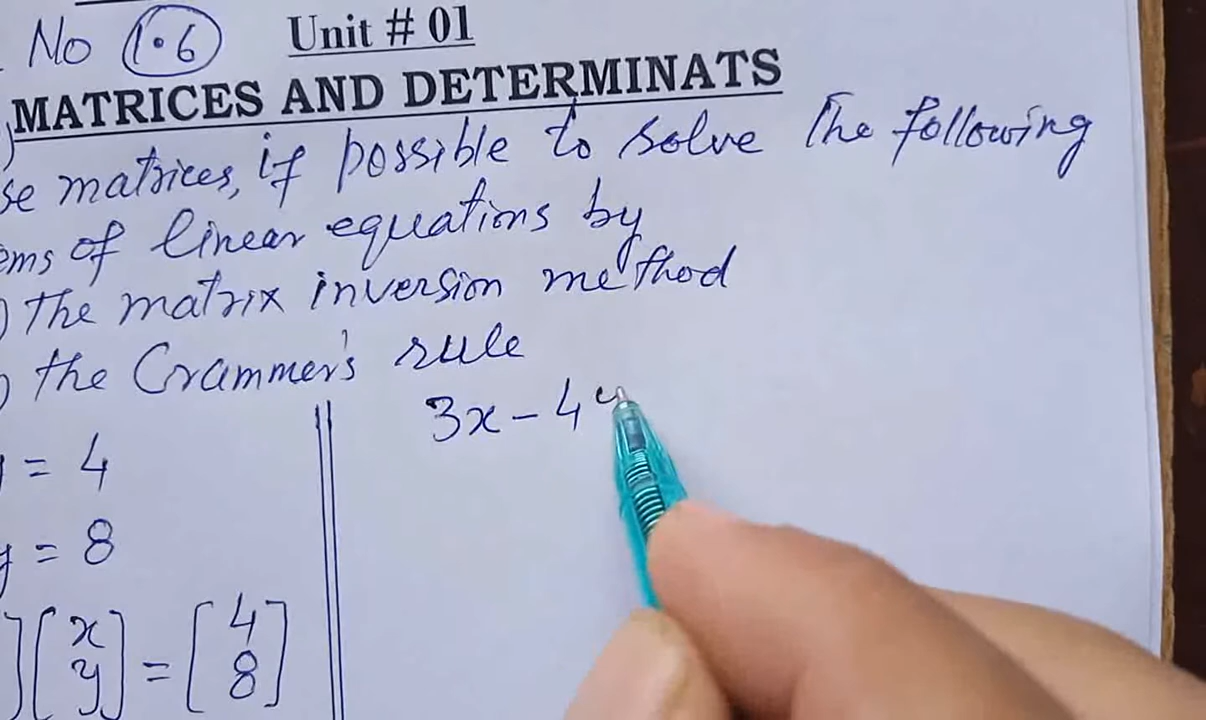 No 1.6 Unit # 01
MATRICES AND DETERMINATS
se matrices, if possible to solve The following
ems of linear equations by
) The matrix inversion method
) the Crammer's rule
3x - 4y
= 4
y = 8
] [ x y ] = [ 4 8 ]